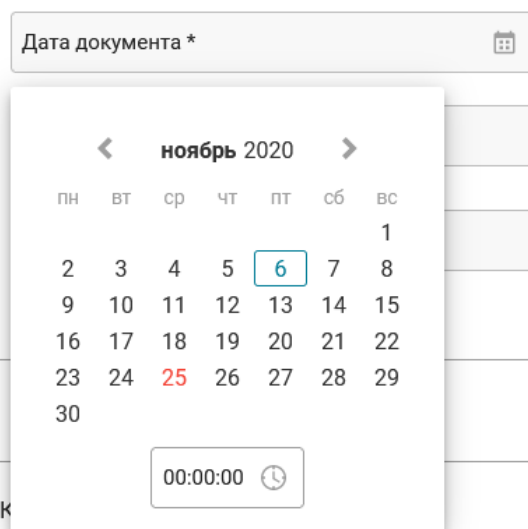 Дата документа *
ноябрь 2020
пн вт ср чт пт сб вс
1
2 3 4 5 6 7 8
9 10 11 12 13 14 15
16 17 18 19 20 21 22
23 24 25 26 27 28 29
30
00:00:00
К